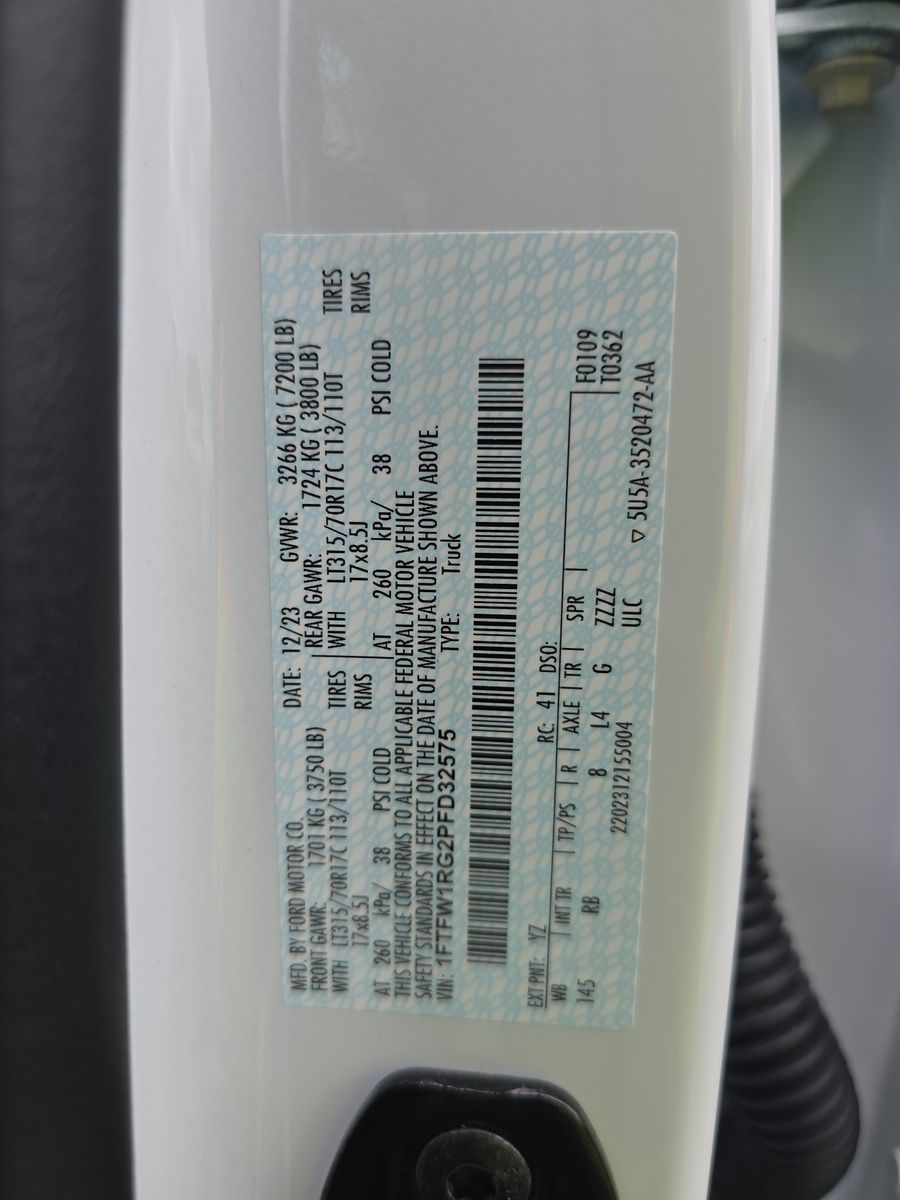 MFD. BY FORD MOTOR CO. DATE: 12/23 GVWR: 3266 KG ( 7200 LB)
FRONT GAWR: 1701 KG ( 3750 LB) REAR GAWR: 1724 KG ( 3800 LB)
WITH LT315/70R17C 113/110T TIRES WITH LT315/70R17C 113/110T TIRES
17x8.5J RIMS 17x8.5J RIMS
AT 260 kPa/ 38 PSI COLD AT 260 kPa/ 38 PSI COLD
THIS VEHICLE CONFORMS TO ALL APPLICABLE FEDERAL MOTOR VEHICLE
SAFETY STANDARDS IN EFFECT ON THE DATE OF MANUFACTURE SHOWN ABOVE.
VIN: 1FTFW1RG2PFD32575 TYPE: Truck
EXT PNT: YZ RC: 41 DSO:
WB INT TR TP/PS R AXLE TR SPR F0109
145 RB 8 L4 G ZZZZ T0362
2202312155004 ULC ▽ 5U5A-3520472-AA